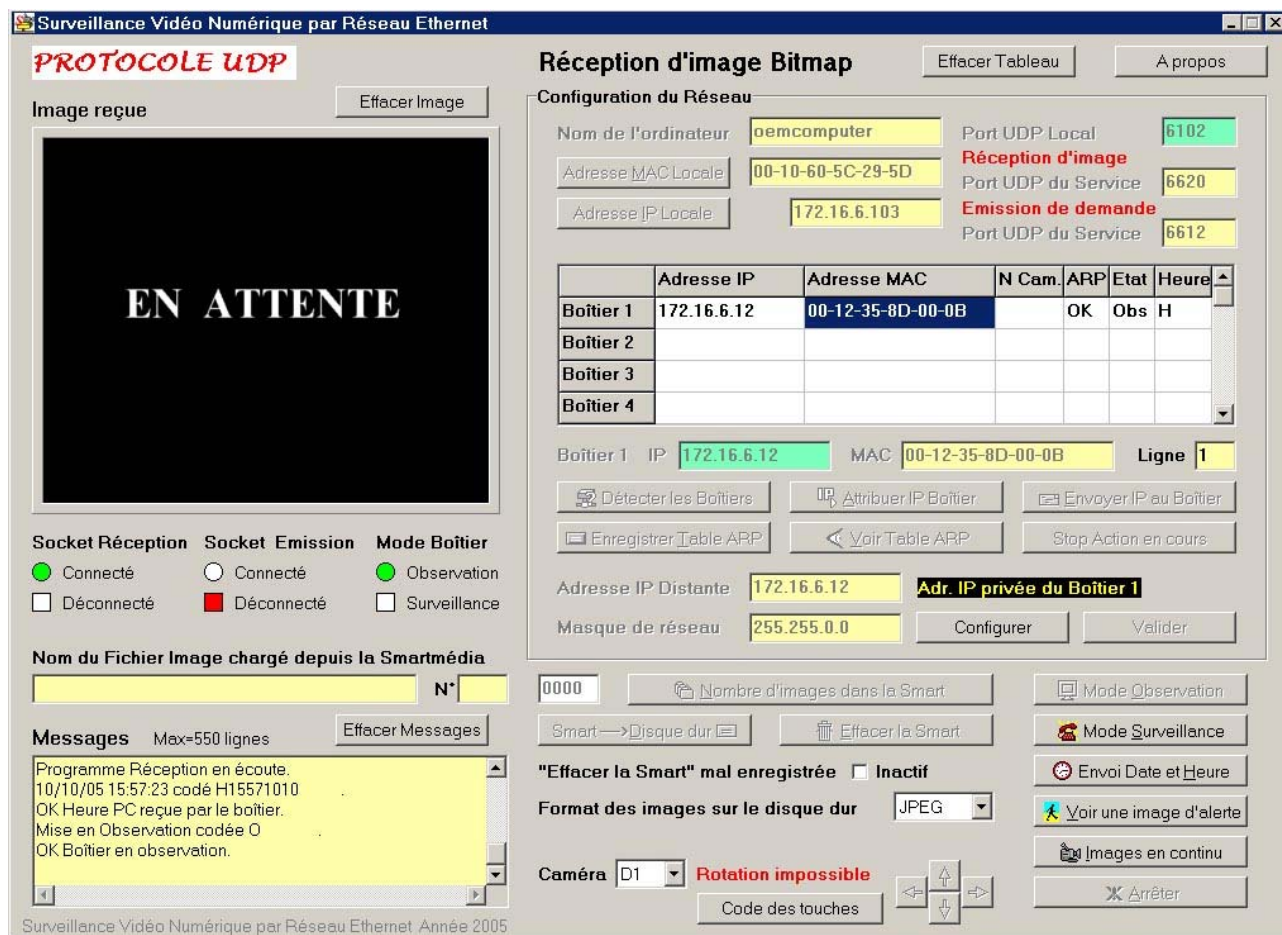 Surveillance Vidéo Numérique par Réseau Ethernet
PROTOCOLE UDP
Image reçue
Effacer Image
EN ATTENTE
Socket Réception Socket Emission Mode Boîtier
Connecté Connecté Observation
Déconnecté Déconnecté Surveillance
Nom du Fichier Image chargé depuis la Smartmédia
N°
Messages Max=550 lignes
Effacer Messages
Programme Réception en écoute.
10/10/05 15:57:23 codé H15571010 .
OK Heure PC reçue par le boîtier.
Mise en Observation codée O .
OK Boîtier en observation.
Surveillance Vidéo Numérique par Réseau Ethernet Année 2005
Réception d'image Bitmap
Effacer Tableau
A propos
Configuration du Réseau
Nom de l'ordinateur oemcomputer
Adresse MAC Locale 00-10-60-5C-29-5D
Adresse IP Locale 172.16.6.103
Port UDP Local 6102
Réception d'image
Port UDP du Service 6620
Emission de demande
Port UDP du Service 6612
Adresse IP Adresse MAC N Cam. ARP Etat Heure
Boîtier 1 172.16.6.12 00-12-35-8D-00-0B OK Obs H
Boîtier 2
Boîtier 3
Boîtier 4
Boîtier 1 IP 172.16.6.12 MAC 00-12-35-8D-00-0B Ligne 1
Détecter les Boîtiers Attribuer IP Boîtier Envoyer IP au Boîtier
Enregistrer Table ARP Voir Table ARP Stop Action en cours
Adresse IP Distante 172.16.6.12 Adr. IP privée du Boîtier 1
Masque de réseau 255.255.0.0 Configurer Valider
0000 Nombre d'images dans la Smart
Smart—>Disque dur Effacer la Smart
"Effacer la Smart" mal enregistrée Inactif
Format des images sur le disque dur JPEG
Caméra D1 Rotation impossible
Code des touches
Mode Observation
Mode Surveillance
Envoi Date et Heure
Voir une image d'alerte
Images en continu
Arrêter